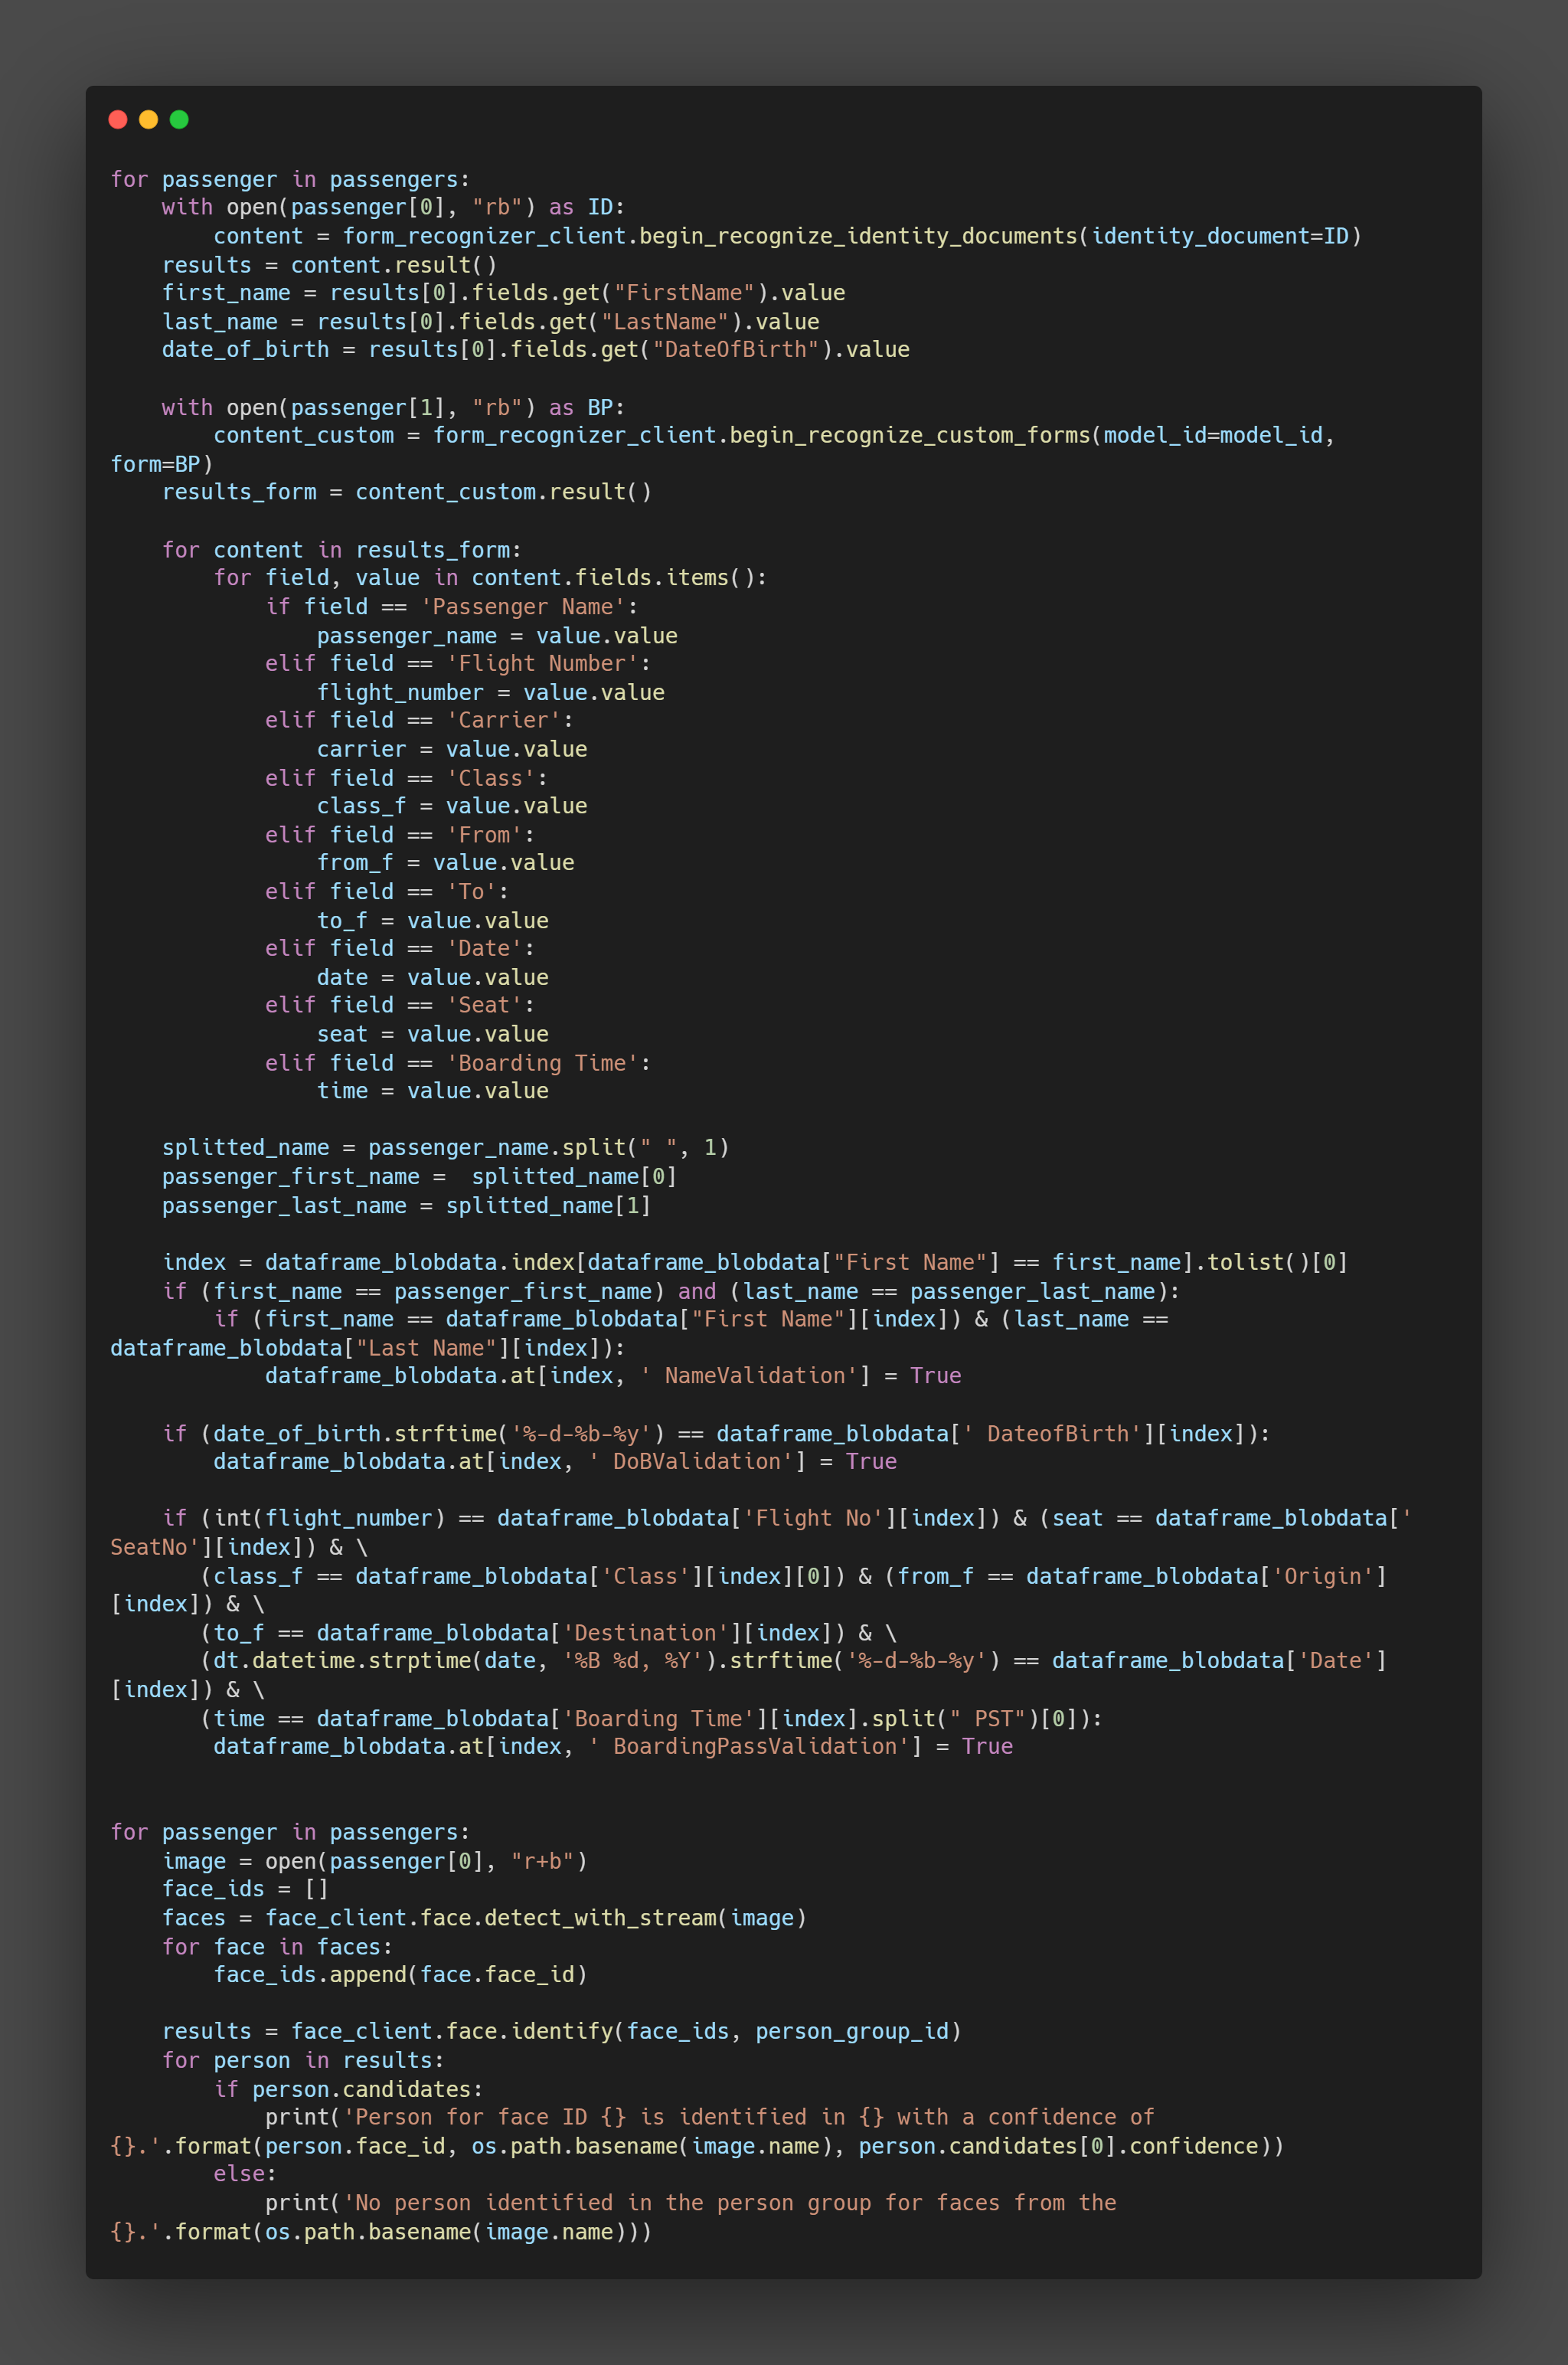 for passenger in passengers:
    with open(passenger[0], "rb") as ID:
        content = form_recognizer_client.begin_recognize_identity_documents(identity_document=ID)
    results = content.result()
    first_name = results[0].fields.get("FirstName").value
    last_name = results[0].fields.get("LastName").value
    date_of_birth = results[0].fields.get("DateOfBirth").value

    with open(passenger[1], "rb") as BP:
        content_custom = form_recognizer_client.begin_recognize_custom_forms(model_id=model_id,
form=BP)
    results_form = content_custom.result()

    for content in results_form:
        for field, value in content.fields.items():
            if field == 'Passenger Name':
                passenger_name = value.value
            elif field == 'Flight Number':
                flight_number = value.value
            elif field == 'Carrier':
                carrier = value.value
            elif field == 'Class':
                class_f = value.value
            elif field == 'From':
                from_f = value.value
            elif field == 'To':
                to_f = value.value
            elif field == 'Date':
                date = value.value
            elif field == 'Seat':
                seat = value.value
            elif field == 'Boarding Time':
                time = value.value

    splitted_name = passenger_name.split(" ", 1)
    passenger_first_name =  splitted_name[0]
    passenger_last_name = splitted_name[1]

    index = dataframe_blobdata.index[dataframe_blobdata["First Name"] == first_name].tolist()[0]
    if (first_name == passenger_first_name) and (last_name == passenger_last_name):
        if (first_name == dataframe_blobdata["First Name"][index]) & (last_name ==
dataframe_blobdata["Last Name"][index]):
            dataframe_blobdata.at[index, ' NameValidation'] = True

    if (date_of_birth.strftime('%-d-%b-%y') == dataframe_blobdata[' DateofBirth'][index]):
        dataframe_blobdata.at[index, ' DoBValidation'] = True

    if (int(flight_number) == dataframe_blobdata['Flight No'][index]) & (seat == dataframe_blobdata['
SeatNo'][index]) & \
       (class_f == dataframe_blobdata['Class'][index][0]) & (from_f == dataframe_blobdata['Origin']
[index]) & \
       (to_f == dataframe_blobdata['Destination'][index]) & \
       (dt.datetime.strptime(date, '%B %d, %Y').strftime('%-d-%b-%y') == dataframe_blobdata['Date']
[index]) & \
       (time == dataframe_blobdata['Boarding Time'][index].split(" PST")[0]):
        dataframe_blobdata.at[index, ' BoardingPassValidation'] = True


for passenger in passengers:
    image = open(passenger[0], "r+b")
    face_ids = []
    faces = face_client.face.detect_with_stream(image)
    for face in faces:
        face_ids.append(face.face_id)

    results = face_client.face.identify(face_ids, person_group_id)
    for person in results:
        if person.candidates:
            print('Person for face ID {} is identified in {} with a confidence of
{}.'.format(person.face_id, os.path.basename(image.name), person.candidates[0].confidence))
        else:
            print('No person identified in the person group for faces from the
{}.'.format(os.path.basename(image.name)))